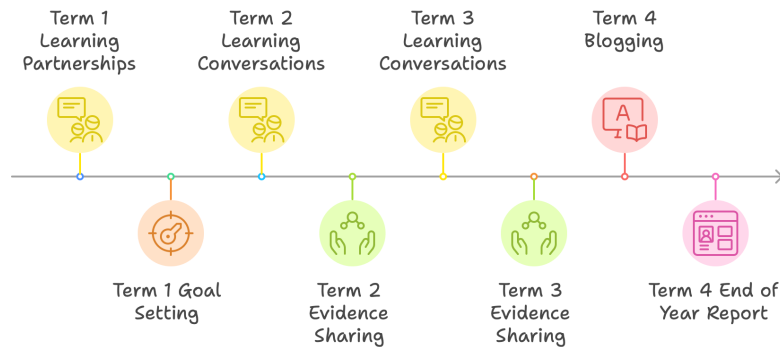 Term 1
Learning
Partnerships
Term 1 Goal
Setting
Term 2
Learning
Conversations
Term 2
Evidence
Sharing
Term 3
Learning
Conversations
Term 3
Evidence
Sharing
Term 4
Blogging
A
Term 4 End of
Year Report